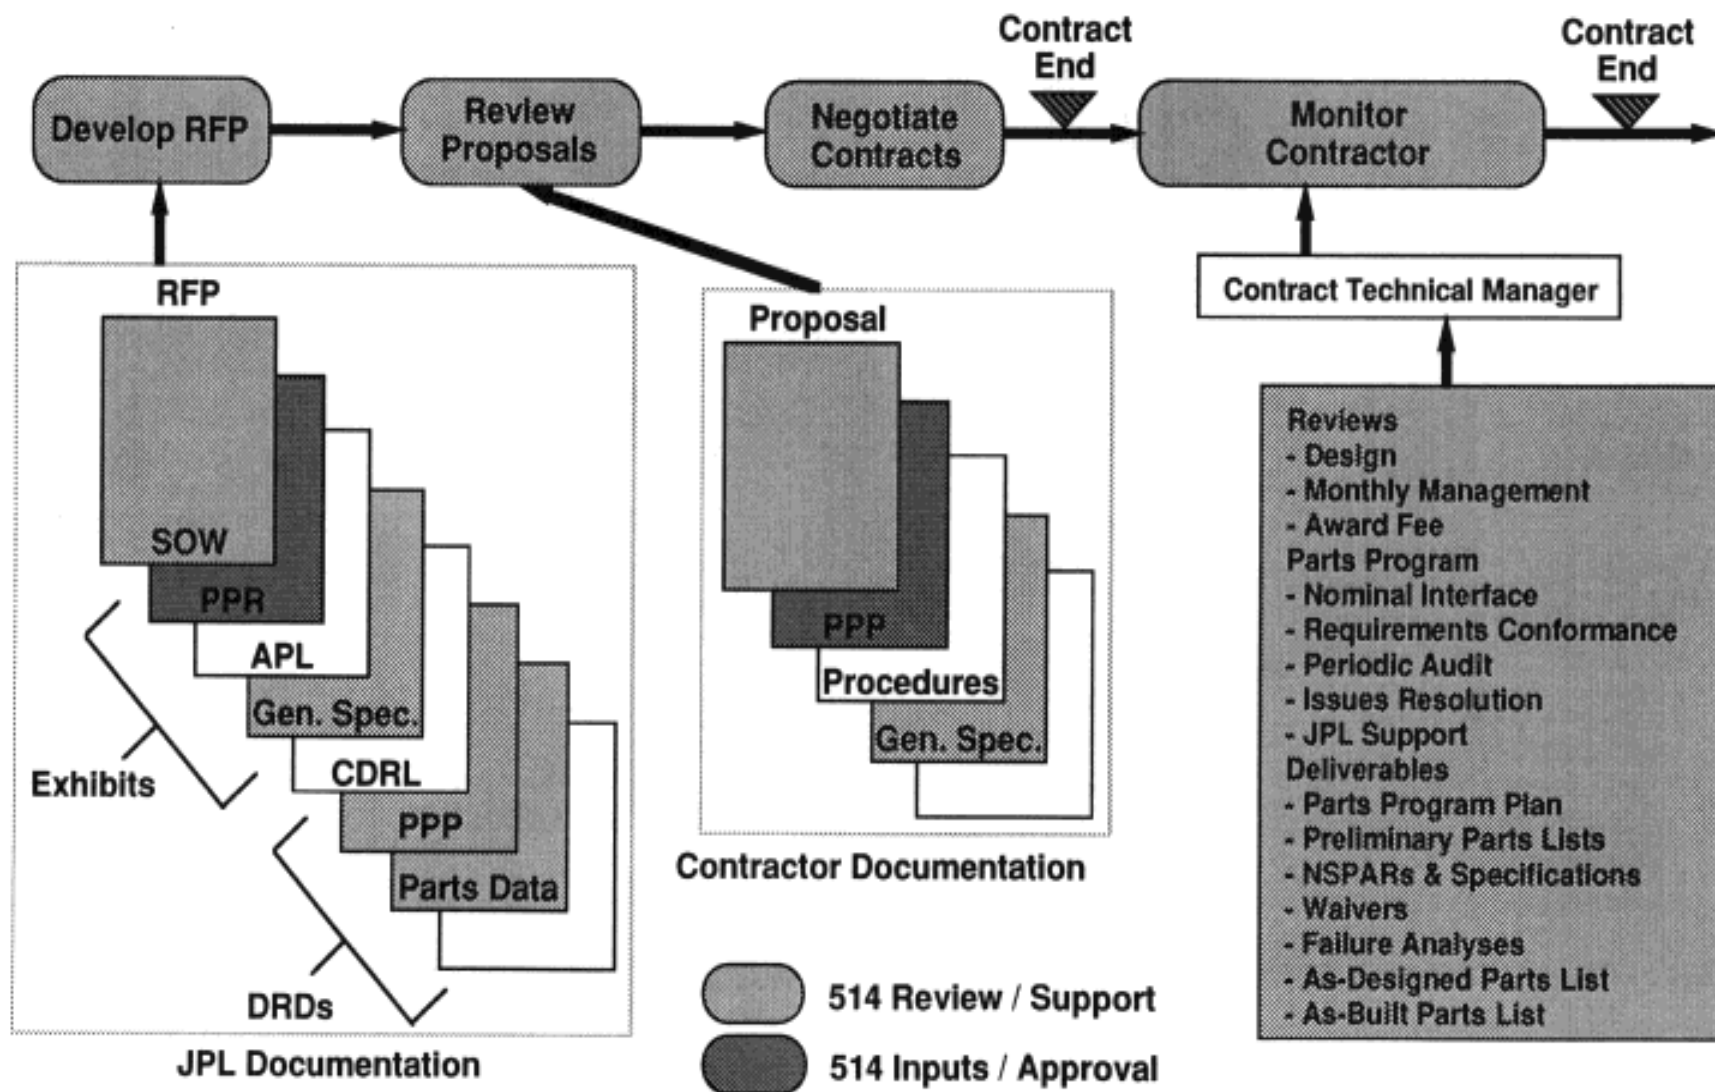 Contract
End
Contract
End
Develop RFP
Review
Proposals
Negotiate
Contracts
Monitor
Contractor
Contract Technical Manager
RFP
SOW
PPR
APL
Gen. Spec.
CDRL
PPP
Parts Data
Exhibits
DRDs
JPL Documentation
Proposal
PPP
Procedures
Gen. Spec.
Contractor Documentation
514 Review / Support
514 Inputs / Approval
Reviews
- Design
- Monthly Management
- Award Fee
Parts Program
- Nominal Interface
- Requirements Conformance
- Periodic Audit
- Issues Resolution
- JPL Support
Deliverables
- Parts Program Plan
- Preliminary Parts Lists
- NSPARs & Specifications
- Waivers
- Failure Analyses
- As-Designed Parts List
- As-Built Parts List